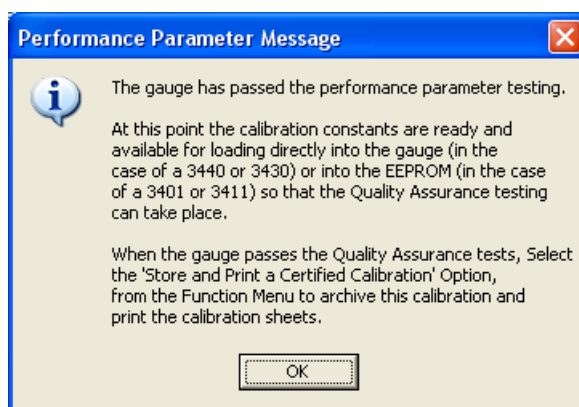 Performance Parameter Message
The gauge has passed the performance parameter testing.
At this point the calibration constants are ready and
available for loading directly into the gauge (in the
case of a 3440 or 3430) or into the EEPROM (in the case
of a 3401 or 3411) so that the Quality Assurance testing
can take place.
When the gauge passes the Quality Assurance tests, Select
the 'Store and Print a Certified Calibration' Option,
from the Function Menu to archive this calibration and
print the calibration sheets.
OK